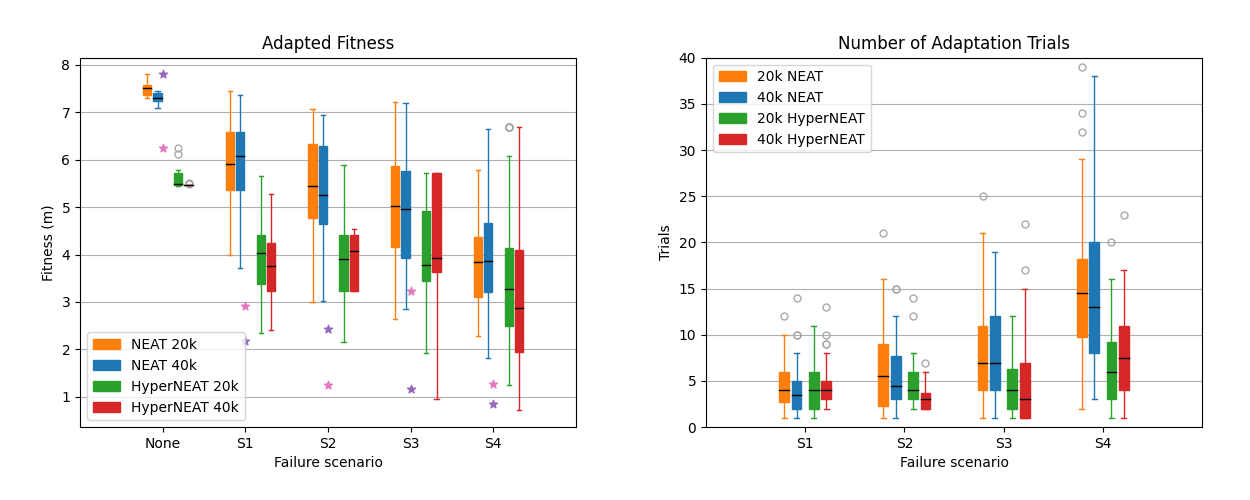 Adapted Fitness
8
7
6
5
4
3
2
1
Fitness (m)
NEAT 20k
NEAT 40k
HyperNEAT 20k
HyperNEAT 40k
None S1 S2 S3 S4
Failure scenario
Number of Adaptation Trials
40
35
30
25
20
15
10
5
0
Trials
20k NEAT
40k NEAT
20k HyperNEAT
40k HyperNEAT
S1 S2 S3 S4
Failure scenario